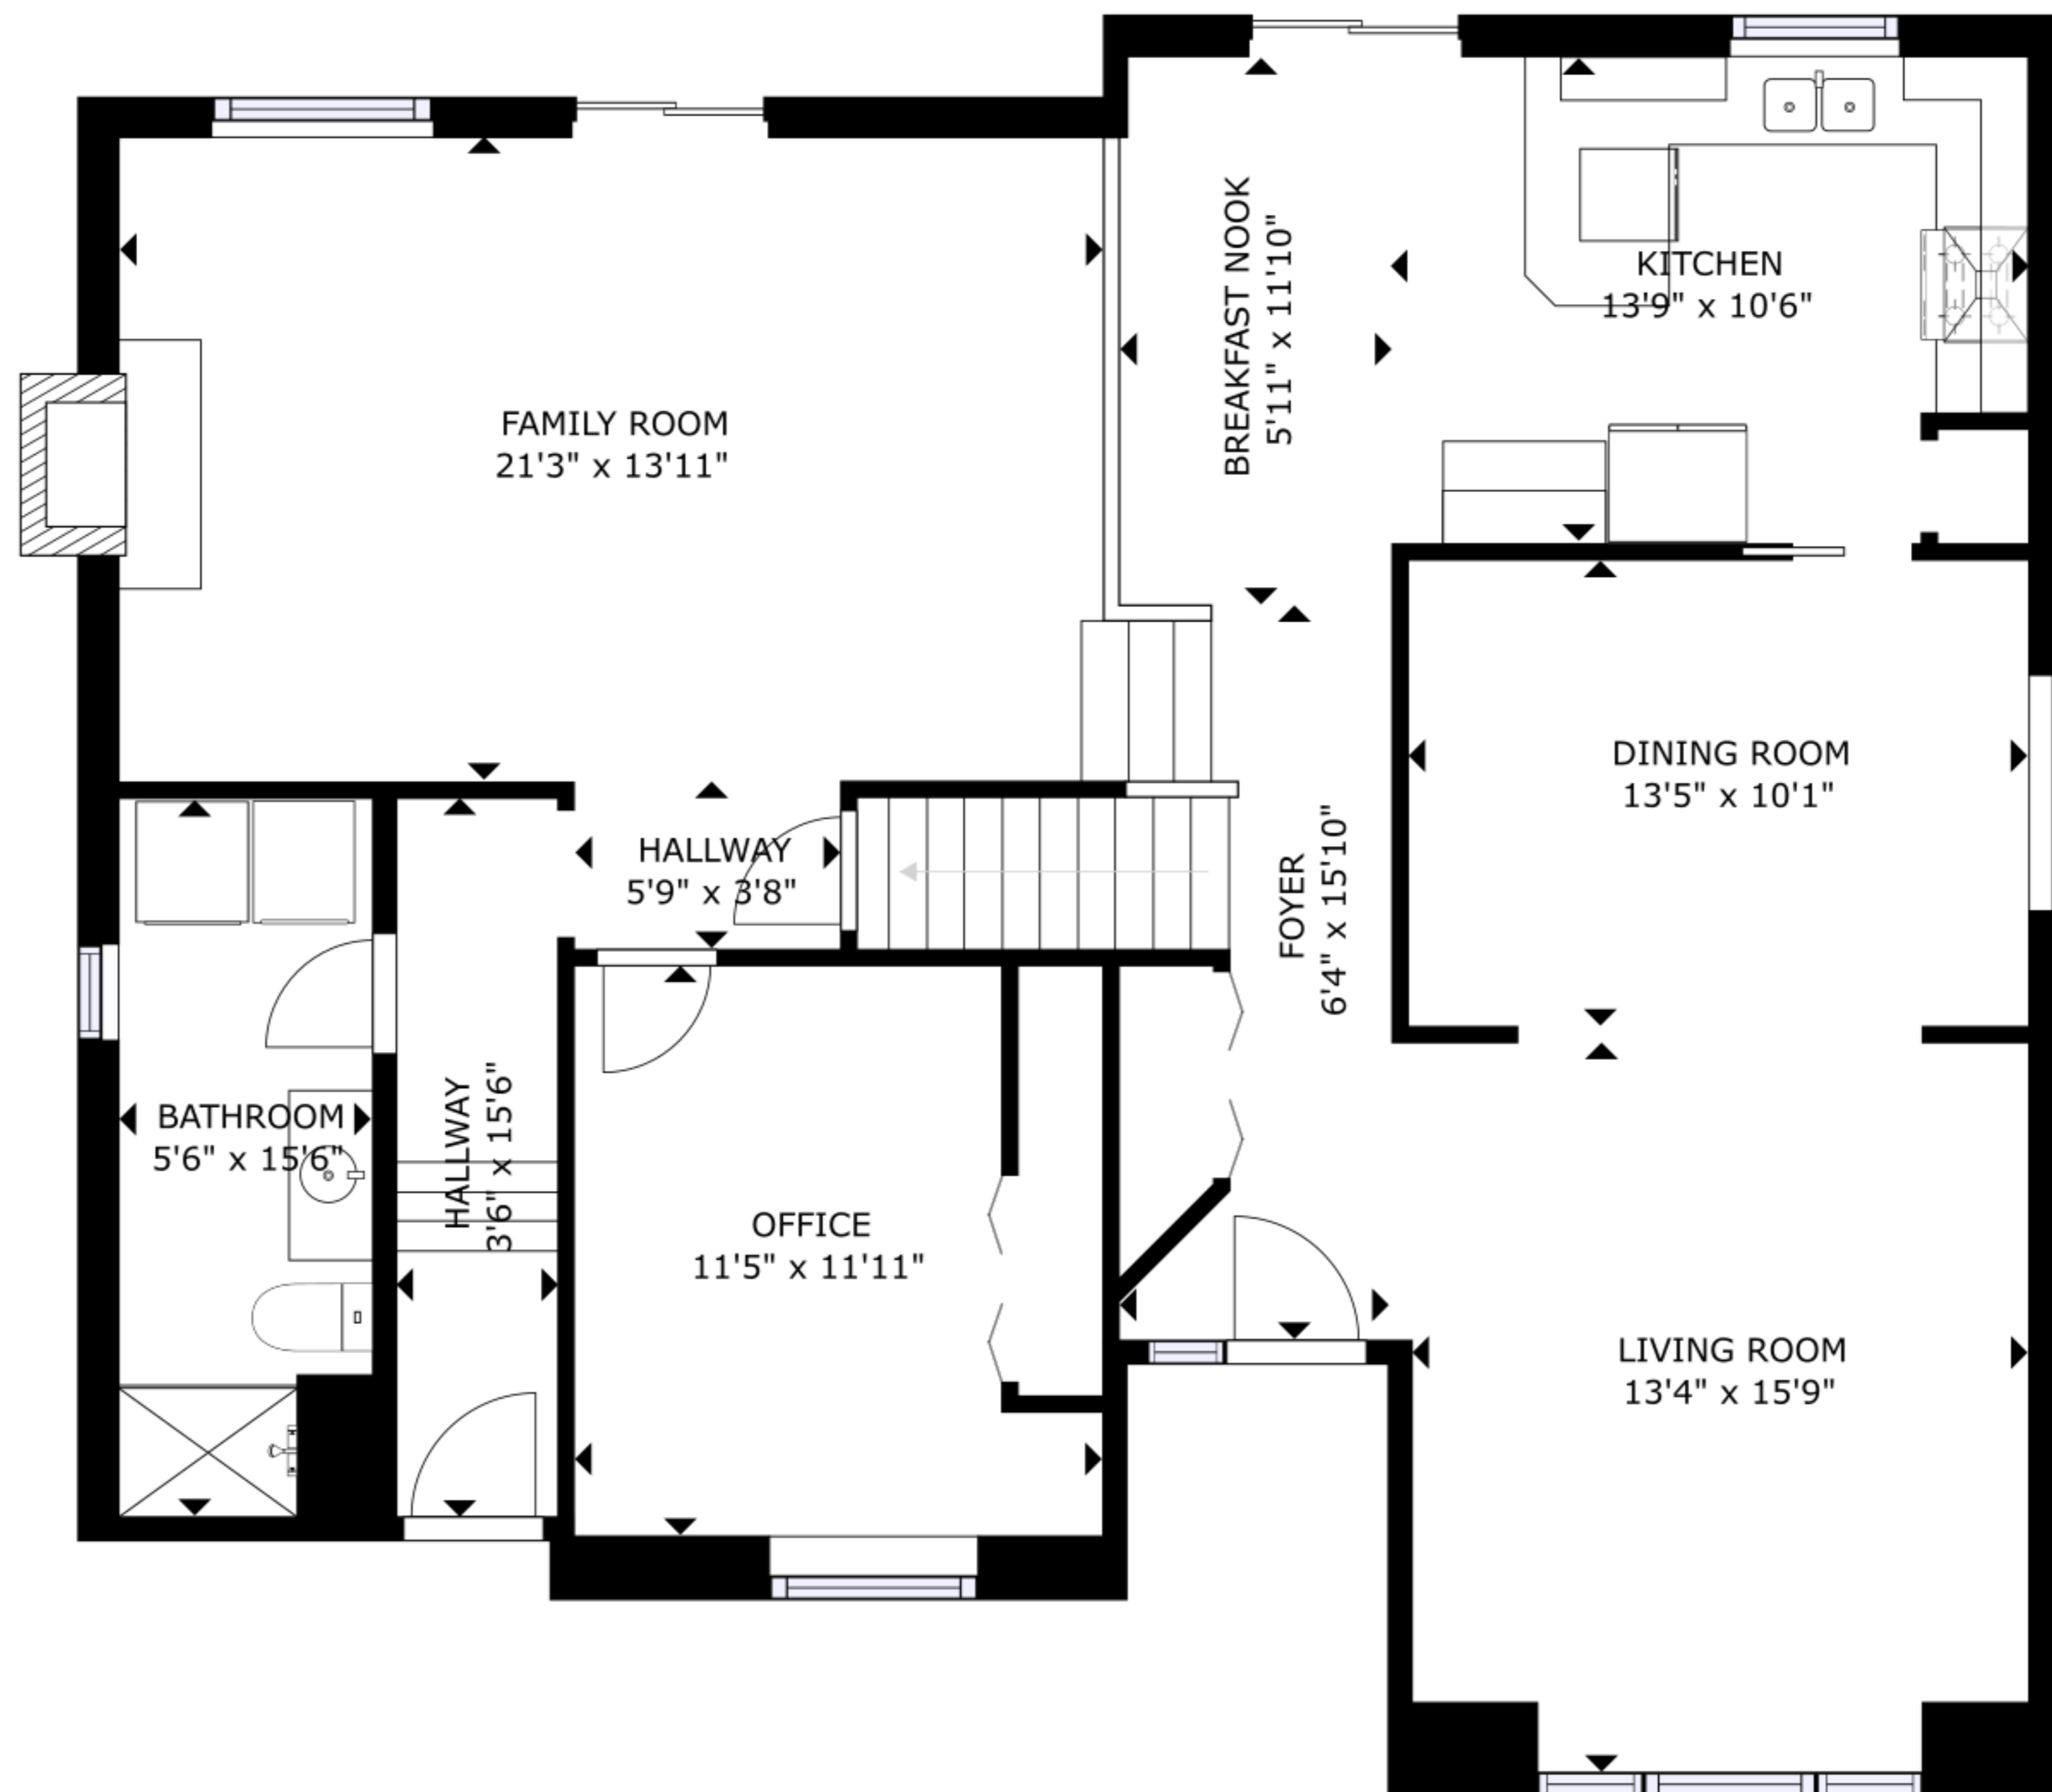 BREAKFAST NOOK
5'11" x 11'10"
KITCHEN
13'9" x 10'6"
FAMILY ROOM
21'3" x 13'11"
DINING ROOM
13'5" x 10'1"
HALLWAY
5'9" x 3'8"
FOYER
6'4" x 15'10"
BATHROOM
5'6" x 15'6"
HALLWAY
3'6" x 15'6"
OFFICE
11'5" x 11'11"
LIVING ROOM
13'4" x 15'9"